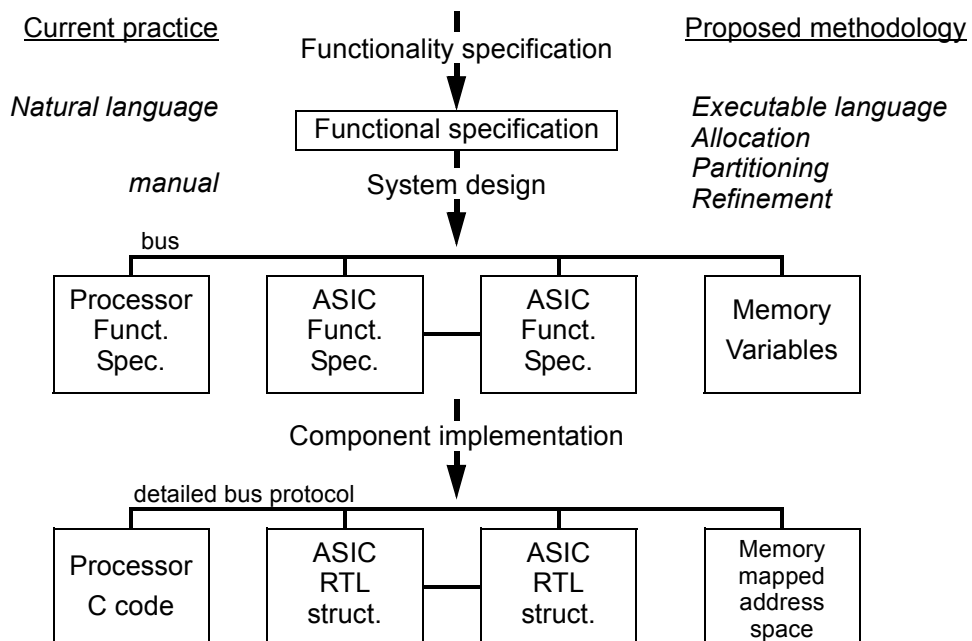 Current practice
Functionality specification
Proposed methodology
Natural language
Functional specification
Executable language
Allocation
Partitioning
Refinement
manual
System design
bus
Processor
Funct.
Spec.
ASIC
Funct.
Spec.
ASIC
Funct.
Spec.
Memory
Variables
Component implementation
detailed bus protocol
Processor
C code
ASIC
RTL
struct.
ASIC
RTL
struct.
Memory
mapped
address
space